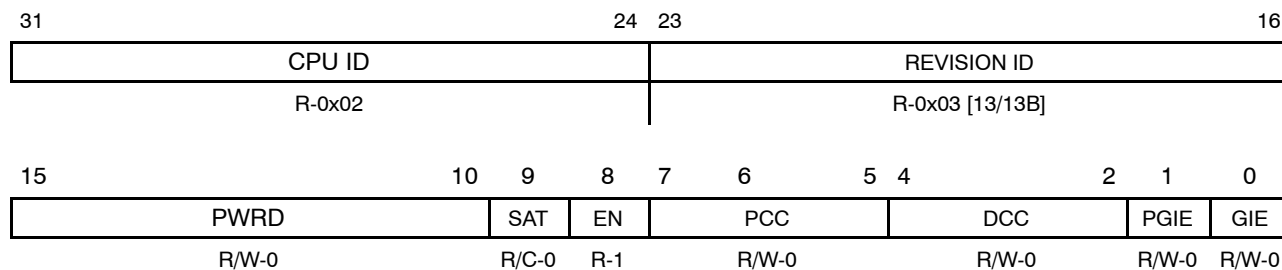 31 24 23 16
CPU ID REVISION ID
R-0x02 R-0x03 [13/13B]
15 10 9 8 7 6 5 4 2 1 0
PWRD SAT EN PCC DCC PGIE GIE
R/W-0 R/C-0 R-1 R/W-0 R/W-0 R/W-0 R/W-0